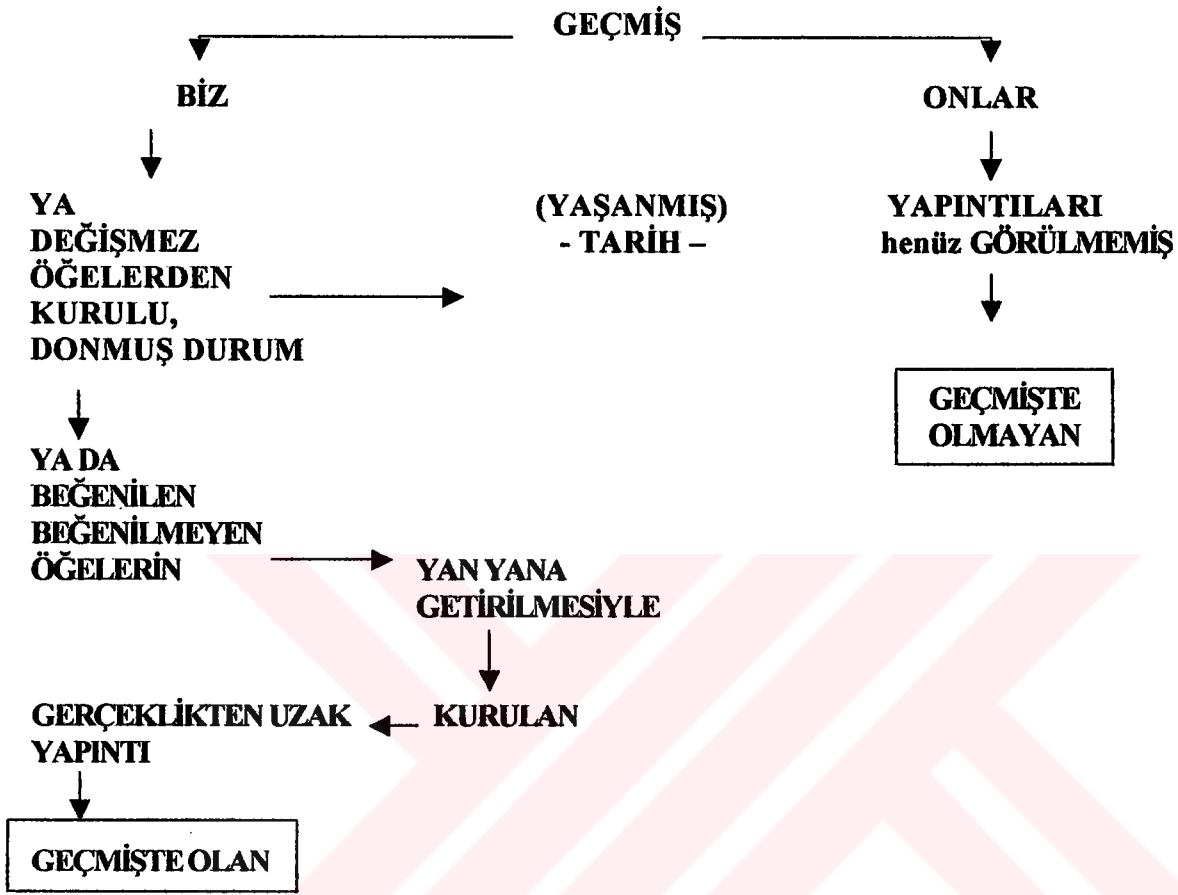 GEÇMİŞ
BİZ
ONLAR
YA
DEĞİŞMEZ
ÖĞELERDEN
KURULU,
DONMUŞ DURUM
(YAŞANMIŞ)
- TARİH –
YAPINTILARI
henüz GÖRÜLMEMİŞ
GEÇMİŞTE
OLMAYAN
YA DA
BEĞENİLEN
BEĞENİLMEYEN
ÖĞELERİN
YAN YANA
GETİRİLMESİYLE
KURULAN
GERÇEKLİKTEN UZAK
YAPINTI
GEÇMİŞTE OLAN